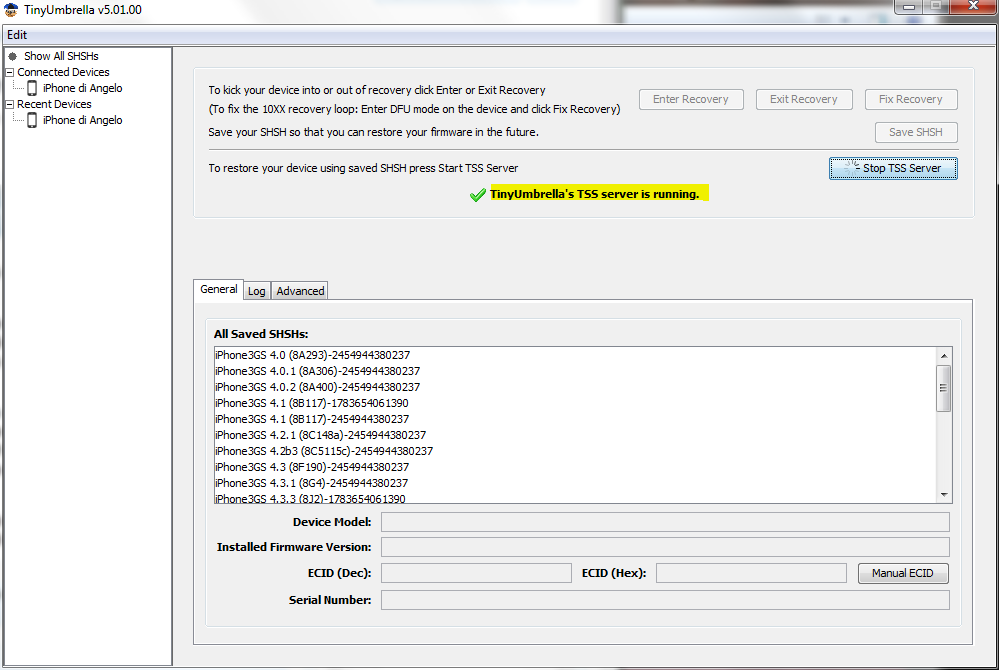 TinyUmbrella v5.01.00
Edit
Show All SHSHs
Connected Devices
iPhone di Angelo
Recent Devices
iPhone di Angelo
To kick your device into or out of recovery click Enter or Exit Recovery
(To fix the 10XX recovery loop: Enter DFU mode on the device and click Fix Recovery)
Enter Recovery
Exit Recovery
Fix Recovery
Save your SHSH so that you can restore your firmware in the future.
Save SHSH
To restore your device using saved SHSH press Start TSS Server
Stop TSS Server
TinyUmbrella's TSS server is running.
General
Log
Advanced
All Saved SHSHs:
iPhone3GS 4.0 (8A293)-2454944380237
iPhone3GS 4.0.1 (8A306)-2454944380237
iPhone3GS 4.0.2 (8A400)-2454944380237
iPhone3GS 4.1 (8B117)-1783654061390
iPhone3GS 4.1 (8B117)-2454944380237
iPhone3GS 4.2.1 (8C148a)-2454944380237
iPhone3GS 4.2b3 (8C5115c)-2454944380237
iPhone3GS 4.3 (8F190)-2454944380237
iPhone3GS 4.3.1 (8G4)-2454944380237
iPhone3GS 4.3.3 (8J2)-1783654061390
Device Model:
Installed Firmware Version:
ECID (Dec):
ECID (Hex):
Manual ECID
Serial Number: